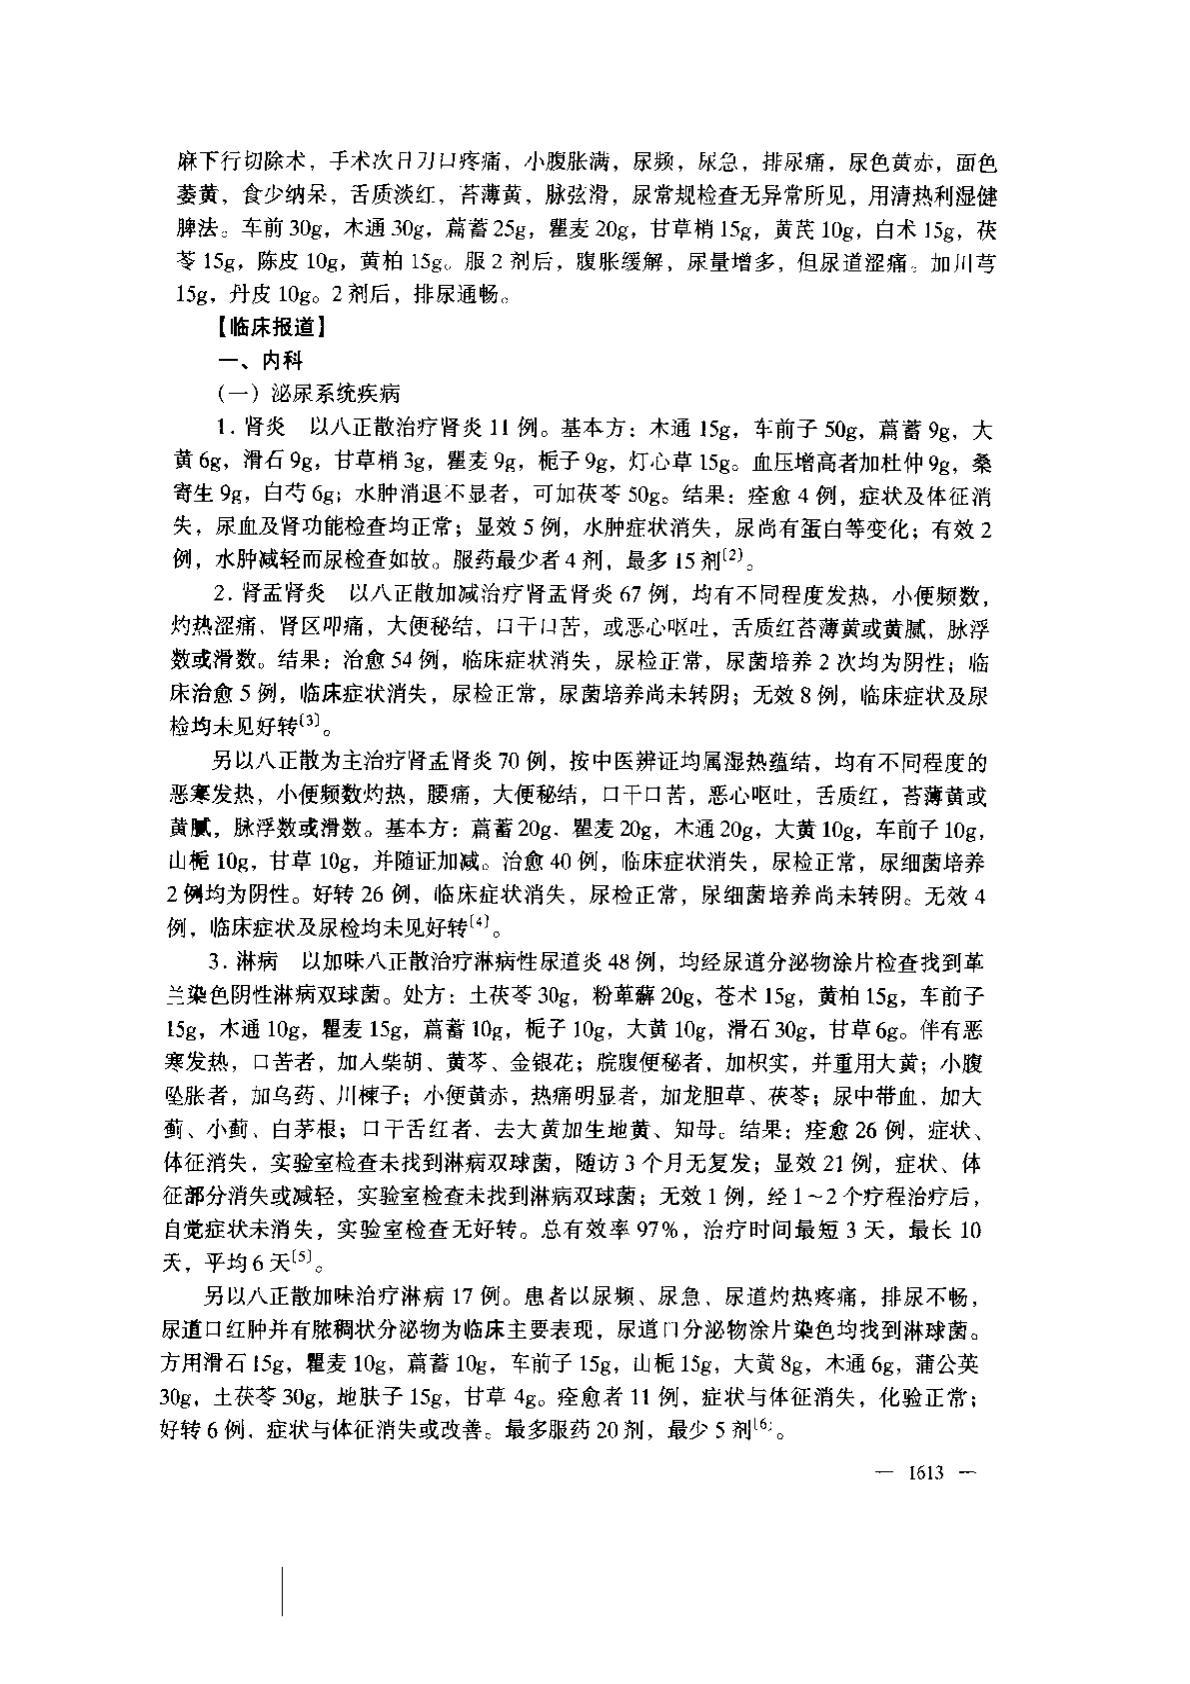 麻下行切除术，手术次日刀口疼痛，小腹胀满，尿频，尿急，排尿痛，尿色黄赤，面色
萎黄，食少纳呆，舌质淡红，苔薄黄，脉弦滑，尿常规检查无异常所见，用清热利湿健
脾法。车前 30g，木通 30g，萹蓄 25g，瞿麦 20g，甘草梢 15g，黄芪 10g，白术 15g，茯
苓 15g，陈皮 10g，黄柏 15g。服 2 剂后，腹胀缓解，尿量增多，但尿道涩痛。加川芎
15g，丹皮 10g。2 剂后，排尿通畅。
【临床报道】
一、内科
（一）泌尿系统疾病
1. 肾炎　以八正散治疗肾炎 11 例。基本方：木通 15g，车前子 50g，萹蓄 9g，大
黄 6g，滑石 9g，甘草梢 3g，瞿麦 9g，栀子 9g，灯心草 15g。血压增高者加杜仲 9g，桑
寄生 9g，白芍 6g；水肿消退不显者，可加茯苓 50g。结果：痊愈 4 例，症状及体征消
失，尿血及肾功能检查均正常；显效 5 例，水肿症状消失，尿尚有蛋白等变化；有效 2
例，水肿减轻而尿检查如故。服药最少者 4 剂，最多 15 剂〔2〕。
2. 肾盂肾炎　以八正散加减治疗肾盂肾炎 67 例，均有不同程度发热，小便频数，
灼热涩痛，肾区叩痛，大便秘结，口干口苦，或恶心呕吐，舌质红苔薄黄或黄腻，脉浮
数或滑数。结果：治愈 54 例，临床症状消失，尿检正常，尿菌培养 2 次均为阴性；临
床治愈 5 例，临床症状消失，尿检正常，尿菌培养尚未转阴；无效 8 例，临床症状及尿
检均未见好转〔3〕。
另以八正散为主治疗肾盂肾炎 70 例，按中医辨证均属湿热蕴结，均有不同程度的
恶寒发热，小便频数灼热，腰痛，大便秘结，口干口苦，恶心呕吐，舌质红，苔薄黄或
黄腻，脉浮数或滑数。基本方：萹蓄 20g，瞿麦 20g，木通 20g，大黄 10g，车前子 10g，
山栀 10g，甘草 10g，并随证加减。治愈 40 例，临床症状消失，尿检正常，尿细菌培养
2 例均为阴性。好转 26 例，临床症状消失，尿检正常，尿细菌培养尚未转阴。无效 4
例，临床症状及尿检均未见好转〔4〕。
3. 淋病　以加味八正散治疗淋病性尿道炎 48 例，均经尿道分泌物涂片检查找到革
兰染色阴性淋病双球菌。处方：土茯苓 30g，粉萆薢 20g、苍术 15g，黄柏 15g，车前子
15g，木通 10g，瞿麦 15g，萹蓄 10g，栀子 10g，大黄 10g，滑石 30g，甘草 6g。伴有恶
寒发热，口苦者，加入柴胡、黄芩、金银花；脘腹便秘者，加枳实，并重用大黄；小腹
坠胀者，加乌药、川楝子；小便黄赤，热痛明显者，加龙胆草、茯苓；尿中带血，加大
蓟、小蓟、白茅根；口干舌红者，去大黄加生地黄、知母。结果：痊愈 26 例，症状、
体征消失，实验室检查未找到淋病双球菌，随访 3 个月无复发；显效 21 例，症状、体
征部分消失或减轻，实验室检查未找到淋病双球菌；无效 1 例，经 1～2 个疗程治疗后，
自觉症状未消失，实验室检查无好转。总有效率 97%，治疗时间最短 3 天，最长 10
天，平均 6 天〔5〕。
另以八正散加味治疗淋病 17 例。患者以尿频、尿急、尿道灼热疼痛，排尿不畅，
尿道口红肿并有脓稠状分泌物为临床主要表现，尿道口分泌物涂片染色均找到淋球菌。
方用滑石 15g，瞿麦 10g，萹蓄 10g，车前子 15g，山栀 15g，大黄 8g，木通 6g，蒲公英
30g，土茯苓 30g，地肤子 15g，甘草 4g。痊愈者 11 例，症状与体征消失，化验正常；
好转 6 例，症状与体征消失或改善。最多服药 20 剂，最少 5 剂〔6〕。
— 1613 —